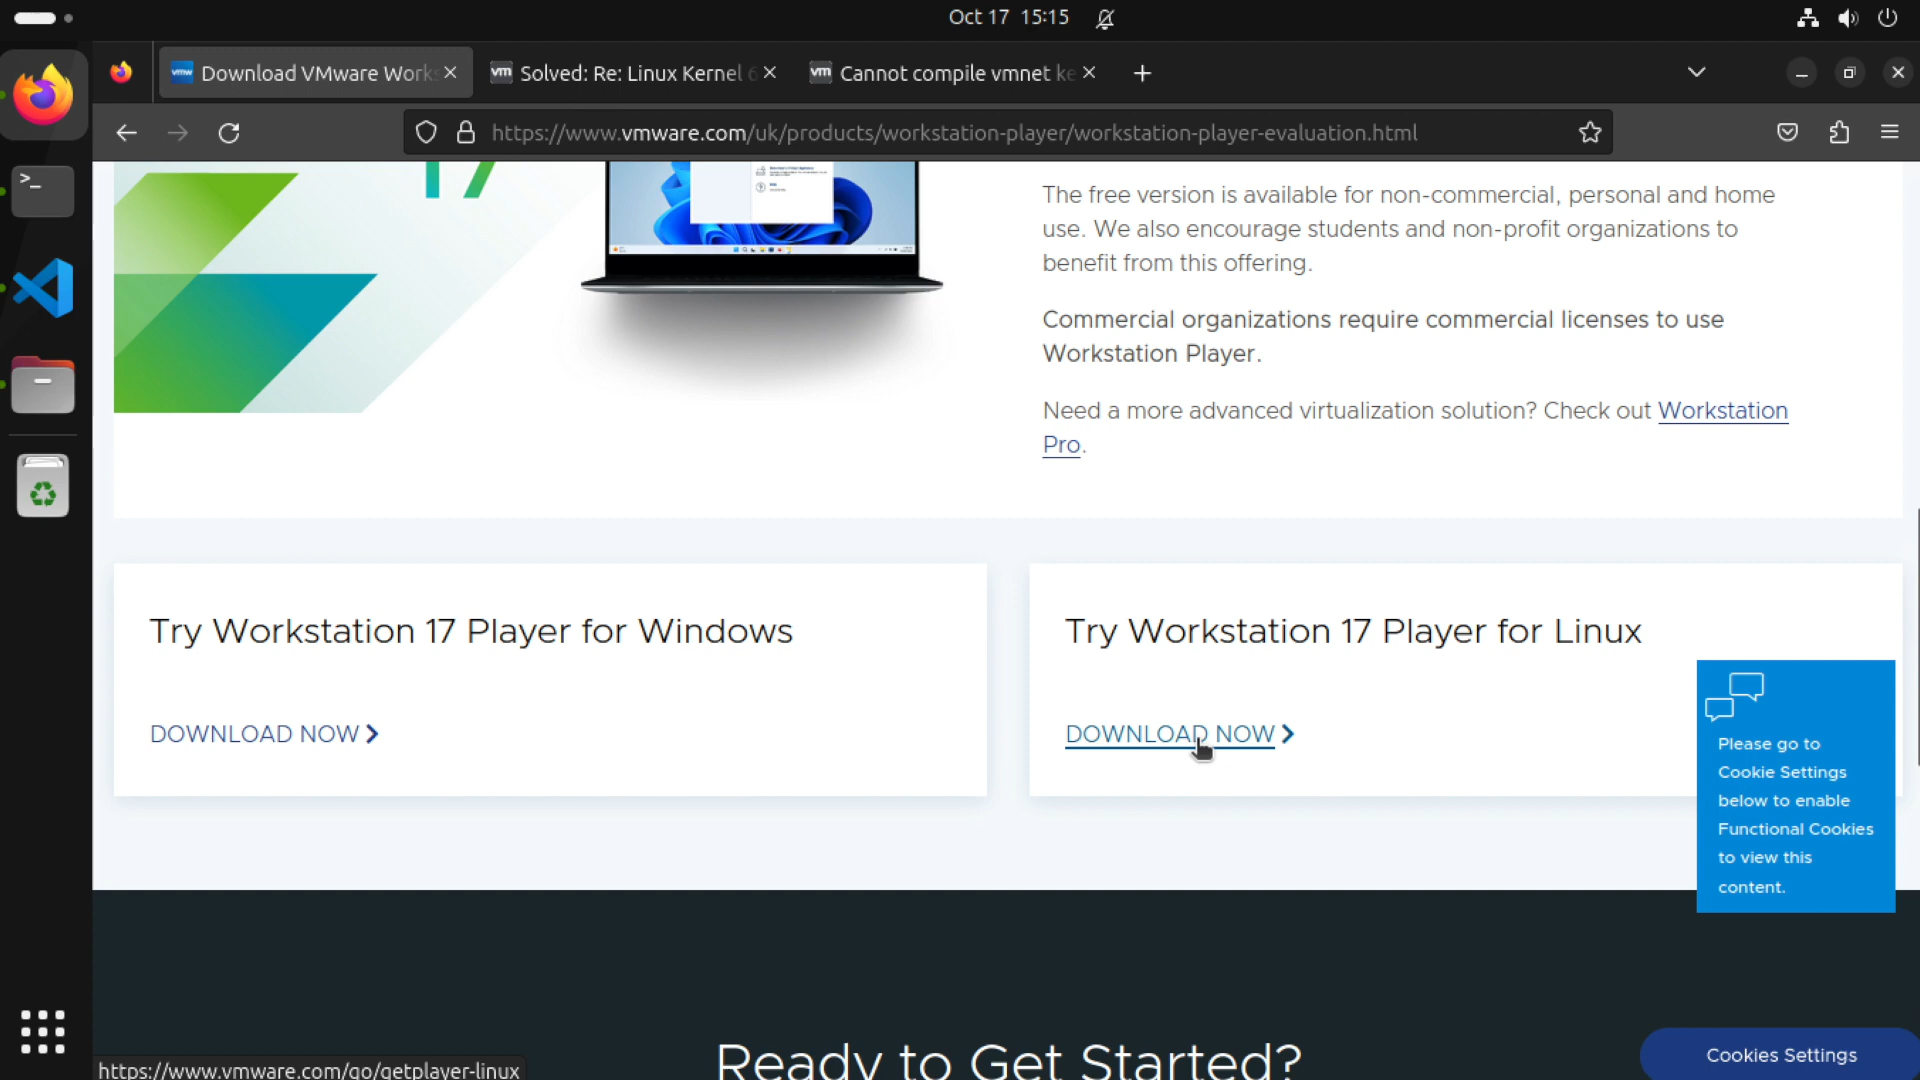 Oct 17 15:15
Download VMware Works
Solved: Re: Linux Kernel 6
Cannot compile vmnet ke
https://www.vmware.com/uk/products/workstation-player/workstation-player-evaluation.html
17
The free version is available for non-commercial, personal and home
use. We also encourage students and non-profit organizations to
benefit from this offering.
Commercial organizations require commercial licenses to use
Workstation Player.
Need a more advanced virtualization solution? Check out Workstation
Pro.
Try Workstation 17 Player for Windows
DOWNLOAD NOW
Try Workstation 17 Player for Linux
DOWNLOAD NOW
Please go to
Cookie Settings
below to enable
Functional Cookies
to view this
content.
Ready to Get Started?
Cookies Settings
https://www.vmware.com/go/getplayer-linux